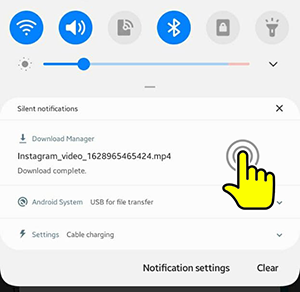 Silent notifications
Download Manager
Instagram_video_1628965465424.mp4
Download complete.
Android System USB for file transfer
Settings Cable charging
Notification settings Clear